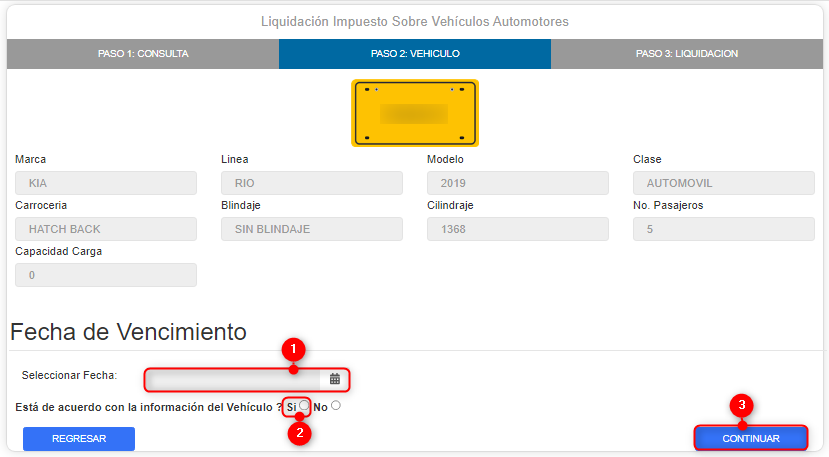 Liquidación Impuesto Sobre Vehículos Automotores
PASO 1: CONSULTA PASO 2: VEHICULO PASO 3: LIQUIDACION
Marca Linea Modelo Clase
KIA RIO 2019 AUTOMOVIL
Carroceria Blindaje Cilindraje No. Pasajeros
HATCH BACK SIN BLINDAJE 1368 5
Capacidad Carga
0
Fecha de Vencimiento
1
Seleccionar Fecha:
Está de acuerdo con la información del Vehículo ? Si No
3
2
REGRESAR CONTINUAR